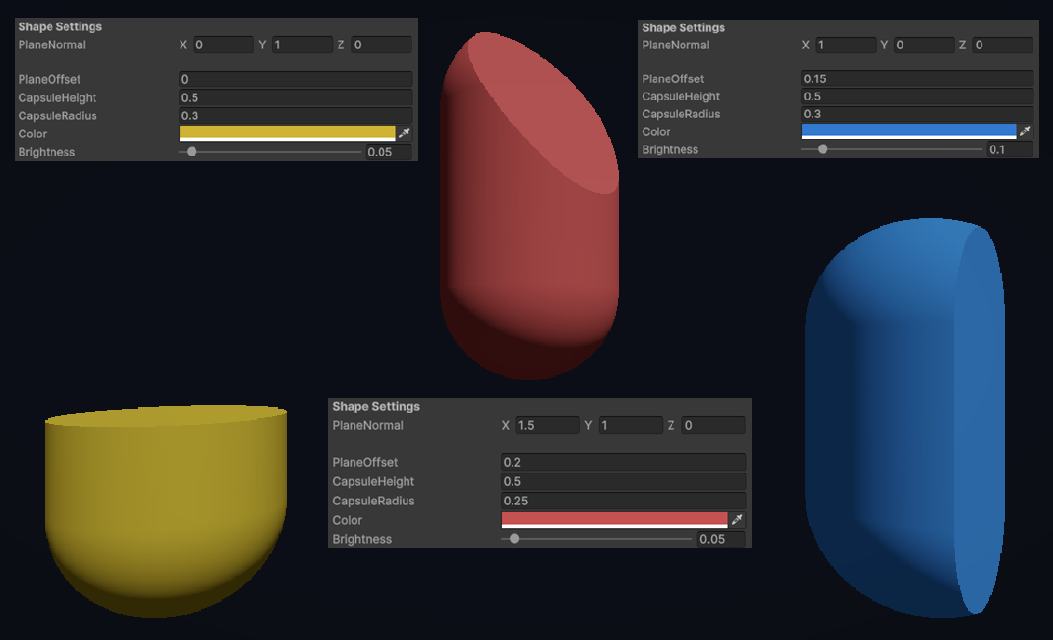 Shape Settings
PlaneNormal X 0 Y 1 Z 0
PlaneOffset 0
CapsuleHeight 0.5
CapsuleRadius 0.3
Color
Brightness 0.05
Shape Settings
PlaneNormal X 1 Y 0 Z 0
PlaneOffset 0.15
CapsuleHeight 0.5
CapsuleRadius 0.3
Color
Brightness 0.1
Shape Settings
PlaneNormal X 1.5 Y 1 Z 0
PlaneOffset 0.2
CapsuleHeight 0.5
CapsuleRadius 0.25
Color
Brightness 0.05